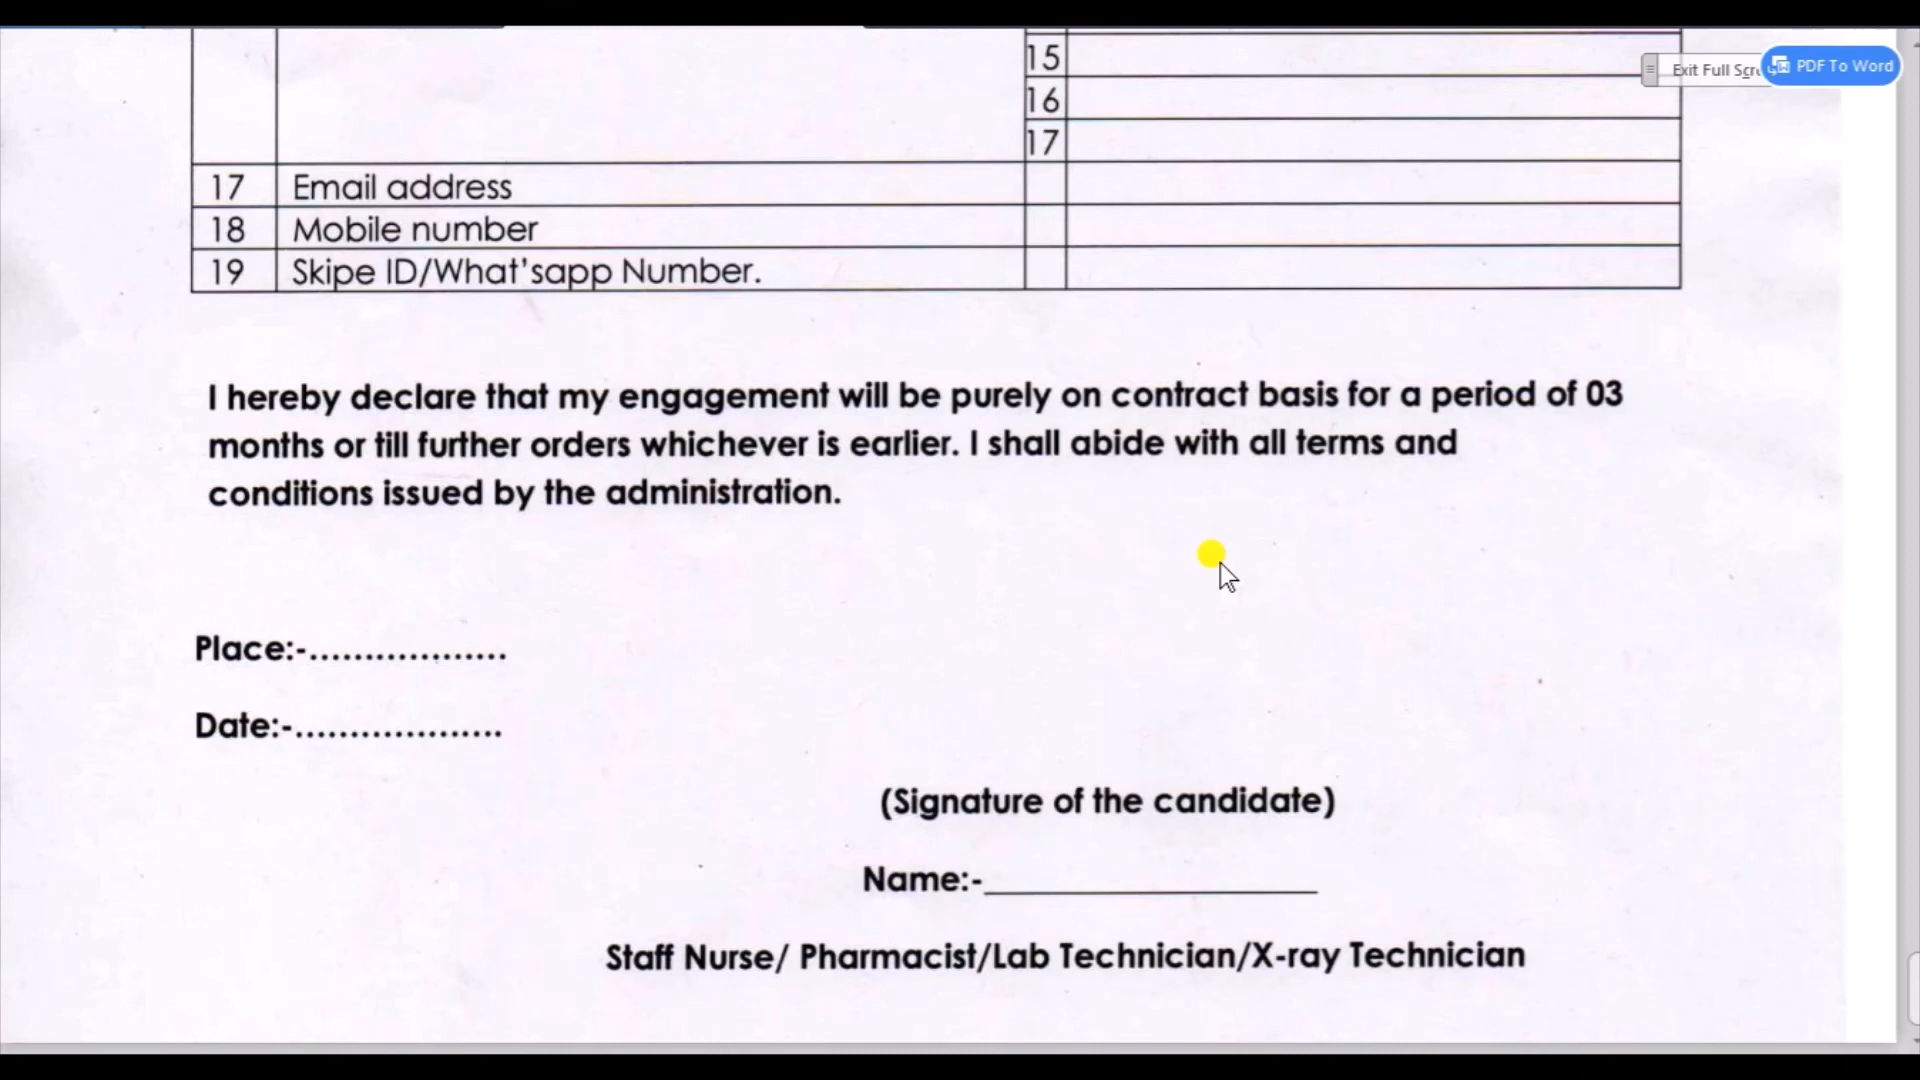 15
Exit Full Scre
PDF To Word
16
17
17 Email address
18 Mobile number
19 Skipe ID/What'sapp Number.
I hereby declare that my engagement will be purely on contract basis for a period of 03
months or till further orders whichever is earlier. I shall abide with all terms and
conditions issued by the administration.
Place:-..................
Date:-...................
(Signature of the candidate)
Name:-___________________
Staff Nurse/ Pharmacist/Lab Technician/X-ray Technician